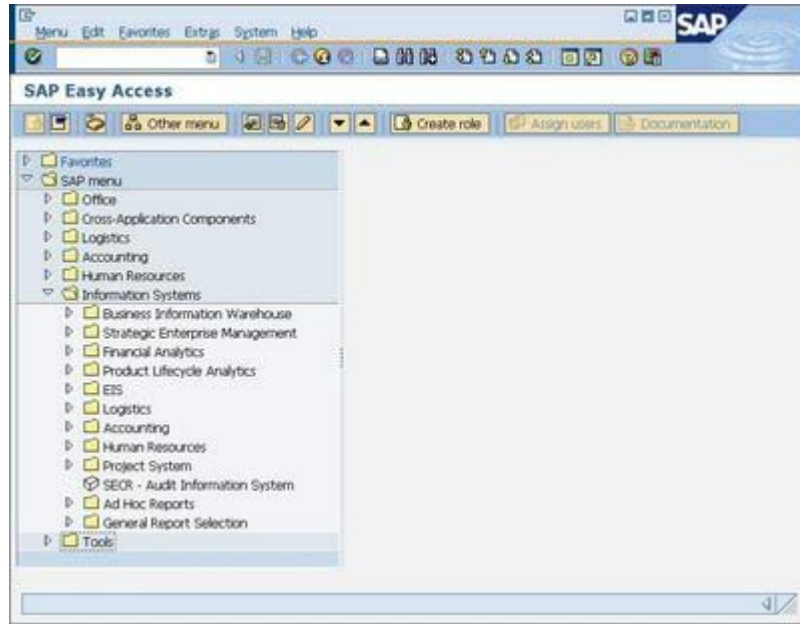 Menu Edit Favorites Extras System Help
SAP
SAP Easy Access
Other menu Create role Assign users Documentation
Favorites
SAP menu
Office
Cross-Application Components
Logistics
Accounting
Human Resources
Information Systems
Business Information Warehouse
Strategic Enterprise Management
Financial Analytics
Product Lifecycle Analytics
EIS
Logistics
Accounting
Human Resources
Project System
SECR - Audit Information System
Ad Hoc Reports
General Report Selection
Tools